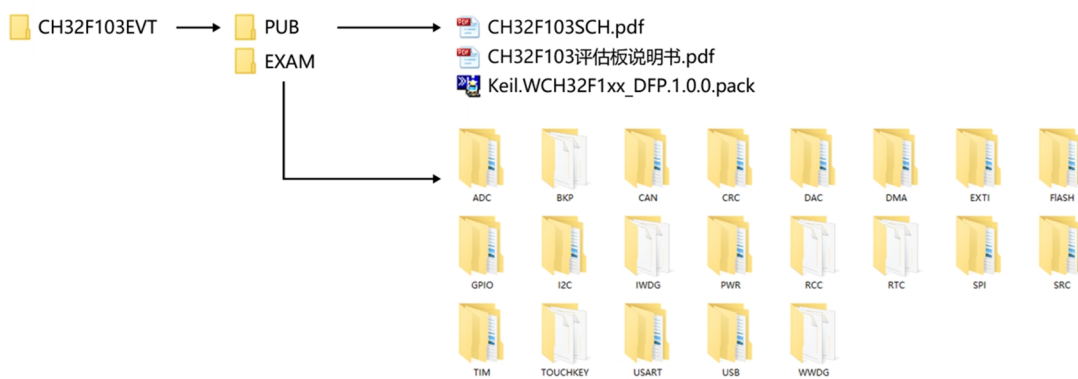 CH32F103EVT
PUB
EXAM
CH32F103SCH.pdf
CH32F103评估板说明书.pdf
Keil.WCH32F1xx_DFP.1.0.0.pack
ADC BKP CAN CRC DAC DMA EXTI FlASH
GPIO I2C IWDG PWR RCC RTC SPI SRC
TIM TOUCHKEY USART USB WWDG